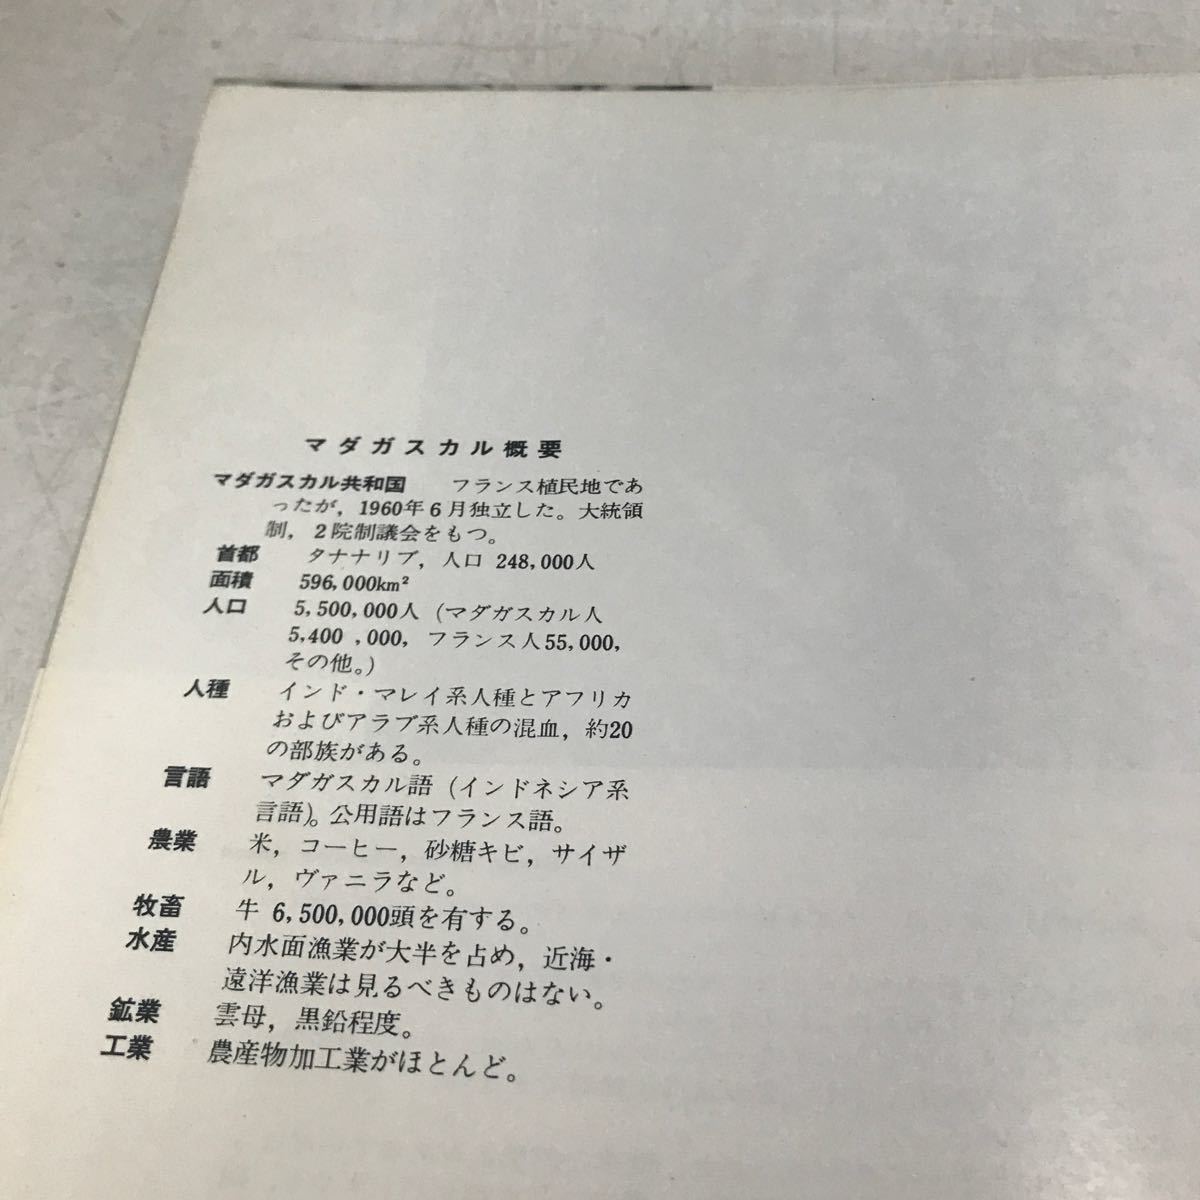 マダガスカル概要
マダガスカル共和国　フランス植民地であ
ったが，1960年6月独立した。大統領
制，2院制議会をもつ。
首都　タナナリブ，人口 248,000人
面積　596,000km²
人口　5,500,000人 (マダガスカル人
5,400 ,000，フランス人55,000,
その他。)
人種　インド・マレイ系人種とアフリカ
およびアラブ系人種の混血，約20
の部族がある。
言語　マダガスカル語 (インドネシア系
言語)。公用語はフランス語。
農業　米，コーヒー，砂糖キビ，サイザ
ル，ヴァニラなど。
牧畜　牛 6,500,000頭を有する。
水産　内水面漁業が大半を占め，近海・
遠洋漁業は見るべきものはない。
鉱業　雲母，黒鉛程度。
工業　農産物加工業がほとんど。